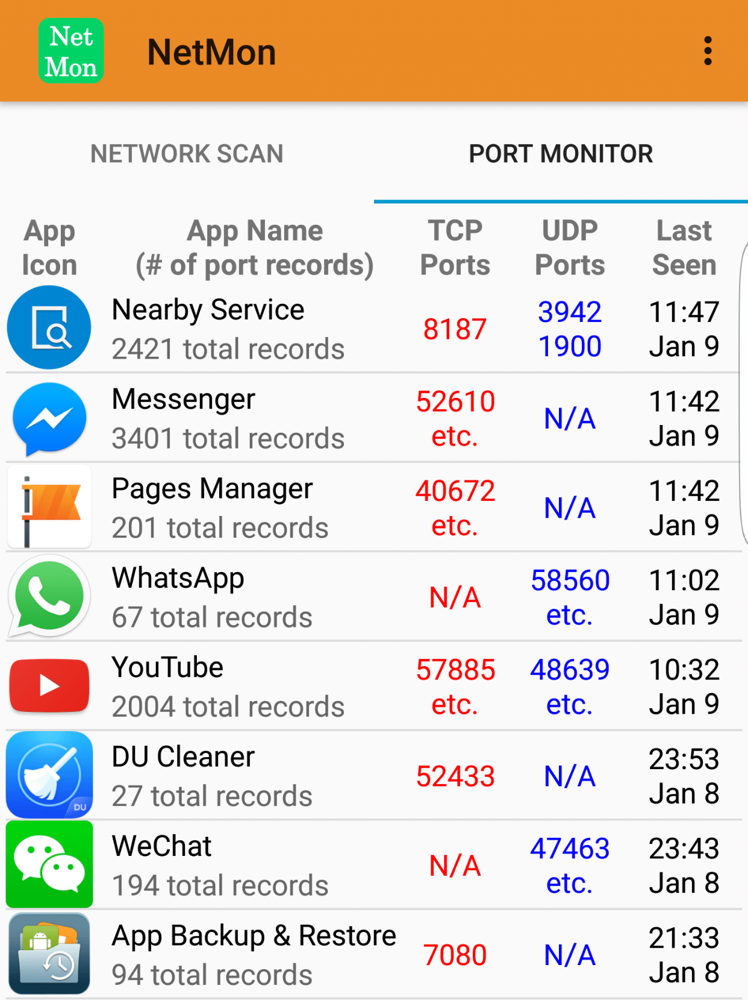 Net
Mon
NetMon
NETWORK SCAN
PORT MONITOR
App
Icon
App Name
(# of port records)
TCP
Ports
UDP
Ports
Last
Seen
Nearby Service
2421 total records
8187
3942
1900
11:47
Jan 9
Messenger
3401 total records
52610
etc.
N/A
11:42
Jan 9
Pages Manager
201 total records
40672
etc.
N/A
11:42
Jan 9
WhatsApp
67 total records
N/A
58560
etc.
11:02
Jan 9
YouTube
2004 total records
57885
etc.
48639
etc.
10:32
Jan 9
DU
DU Cleaner
27 total records
52433
N/A
23:53
Jan 8
WeChat
194 total records
N/A
47463
etc.
23:43
Jan 8
App Backup & Restore
94 total records
7080
N/A
21:33
Jan 8